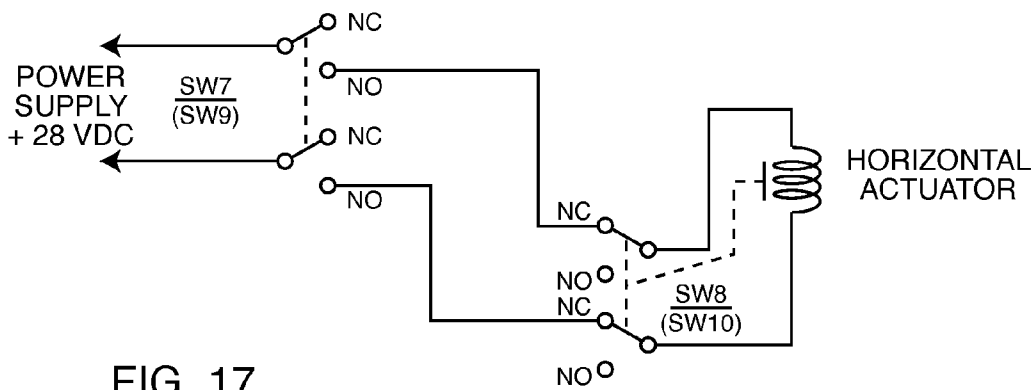 NC
POWER
SUPPLY
+ 28 VDC
SW7
(SW9)
NO
NC
NO
HORIZONTAL
ACTUATOR
NC
NO
NC
SW8
(SW10)
NO
FIG. 17